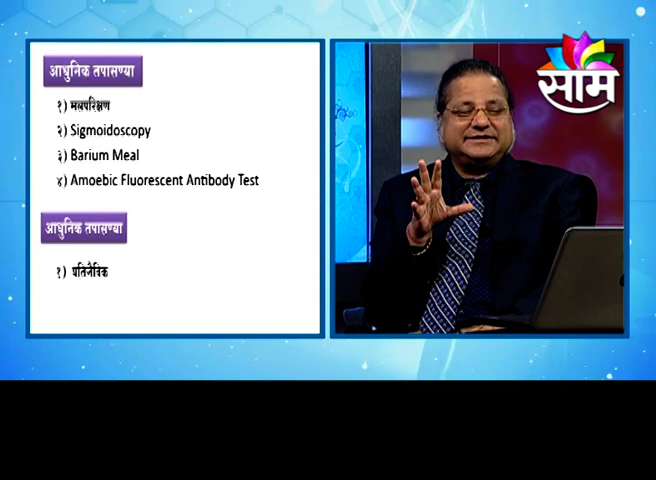 आधुनिक तपासण्या
१) मलपरिक्षण
२) Sigmoidoscopy
३) Barium Meal
४) Amoebic Fluorescent Antibody Test
आधुनिक तपासण्या
१) प्रतिजैविक
साम